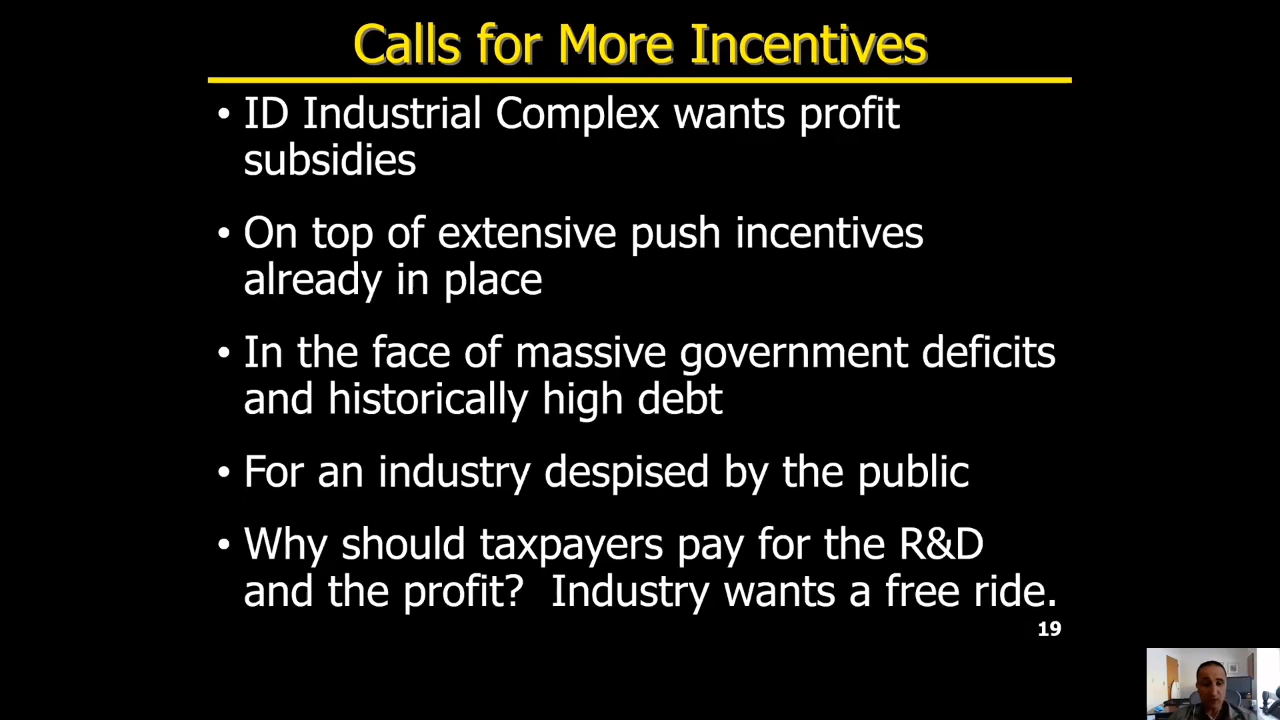 Calls for More Incentives
• ID Industrial Complex wants profit
subsidies
• On top of extensive push incentives
already in place
• In the face of massive government deficits
and historically high debt
• For an industry despised by the public
• Why should taxpayers pay for the R&D
and the profit?  Industry wants a free ride.
19